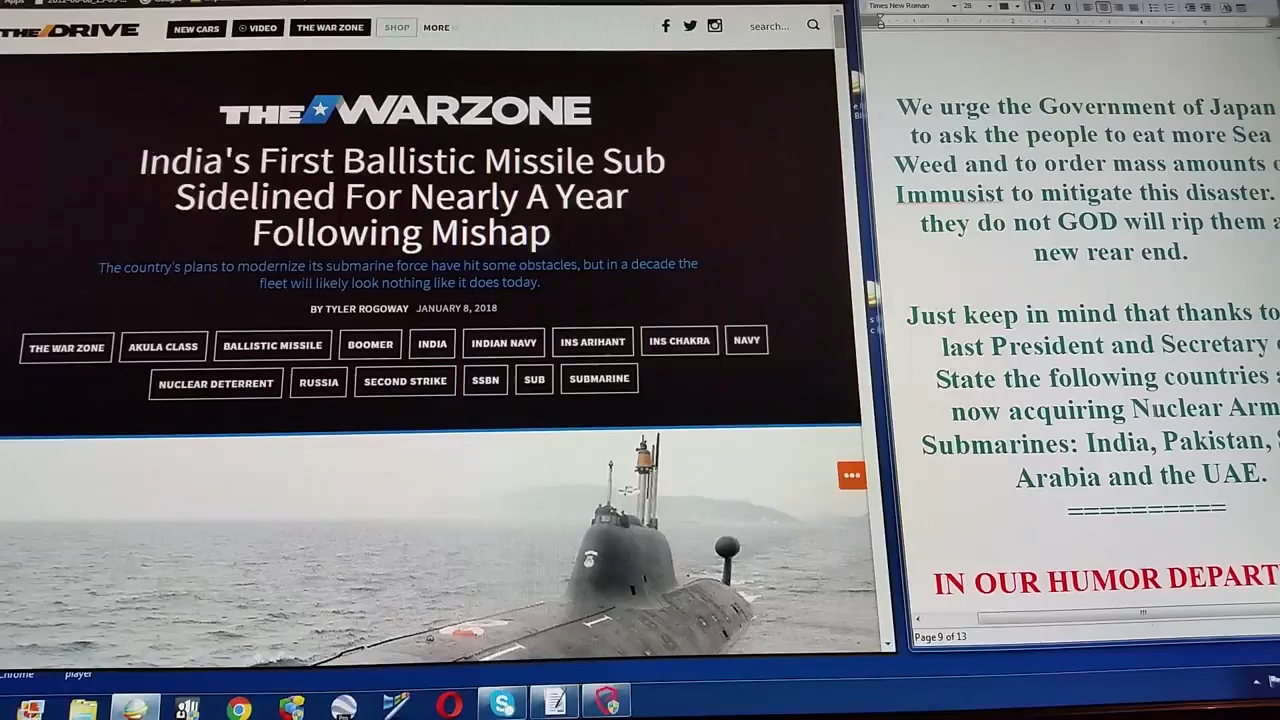 THE DRIVE
NEW CARS
VIDEO
THE WAR ZONE
SHOP
MORE
search...
THE WARZONE
India's First Ballistic Missile Sub
Sidelined For Nearly A Year
Following Mishap
The country's plans to modernize its submarine force have hit some obstacles, but in a decade the
fleet will likely look nothing like it does today.
BY TYLER ROGOWAY JANUARY 8, 2018
THE WAR ZONE
AKULA CLASS
BALLISTIC MISSILE
BOOMER
INDIA
INDIAN NAVY
INS ARIHANT
INS CHAKRA
NAVY
NUCLEAR DETERRENT
RUSSIA
SECOND STRIKE
SSBN
SUB
SUBMARINE
Times New Roman
28
We urge the Government of Japan
to ask the people to eat more Sea
Weed and to order mass amounts
Immusist to mitigate this disaster.
they do not GOD will rip them a
new rear end.
Just keep in mind that thanks to
last President and Secretary
State the following countries
now acquiring Nuclear Arm
Submarines: India, Pakistan,
Arabia and the UAE.
==========
IN OUR HUMOR DEPART
Page 9 of 13
Chrome
player